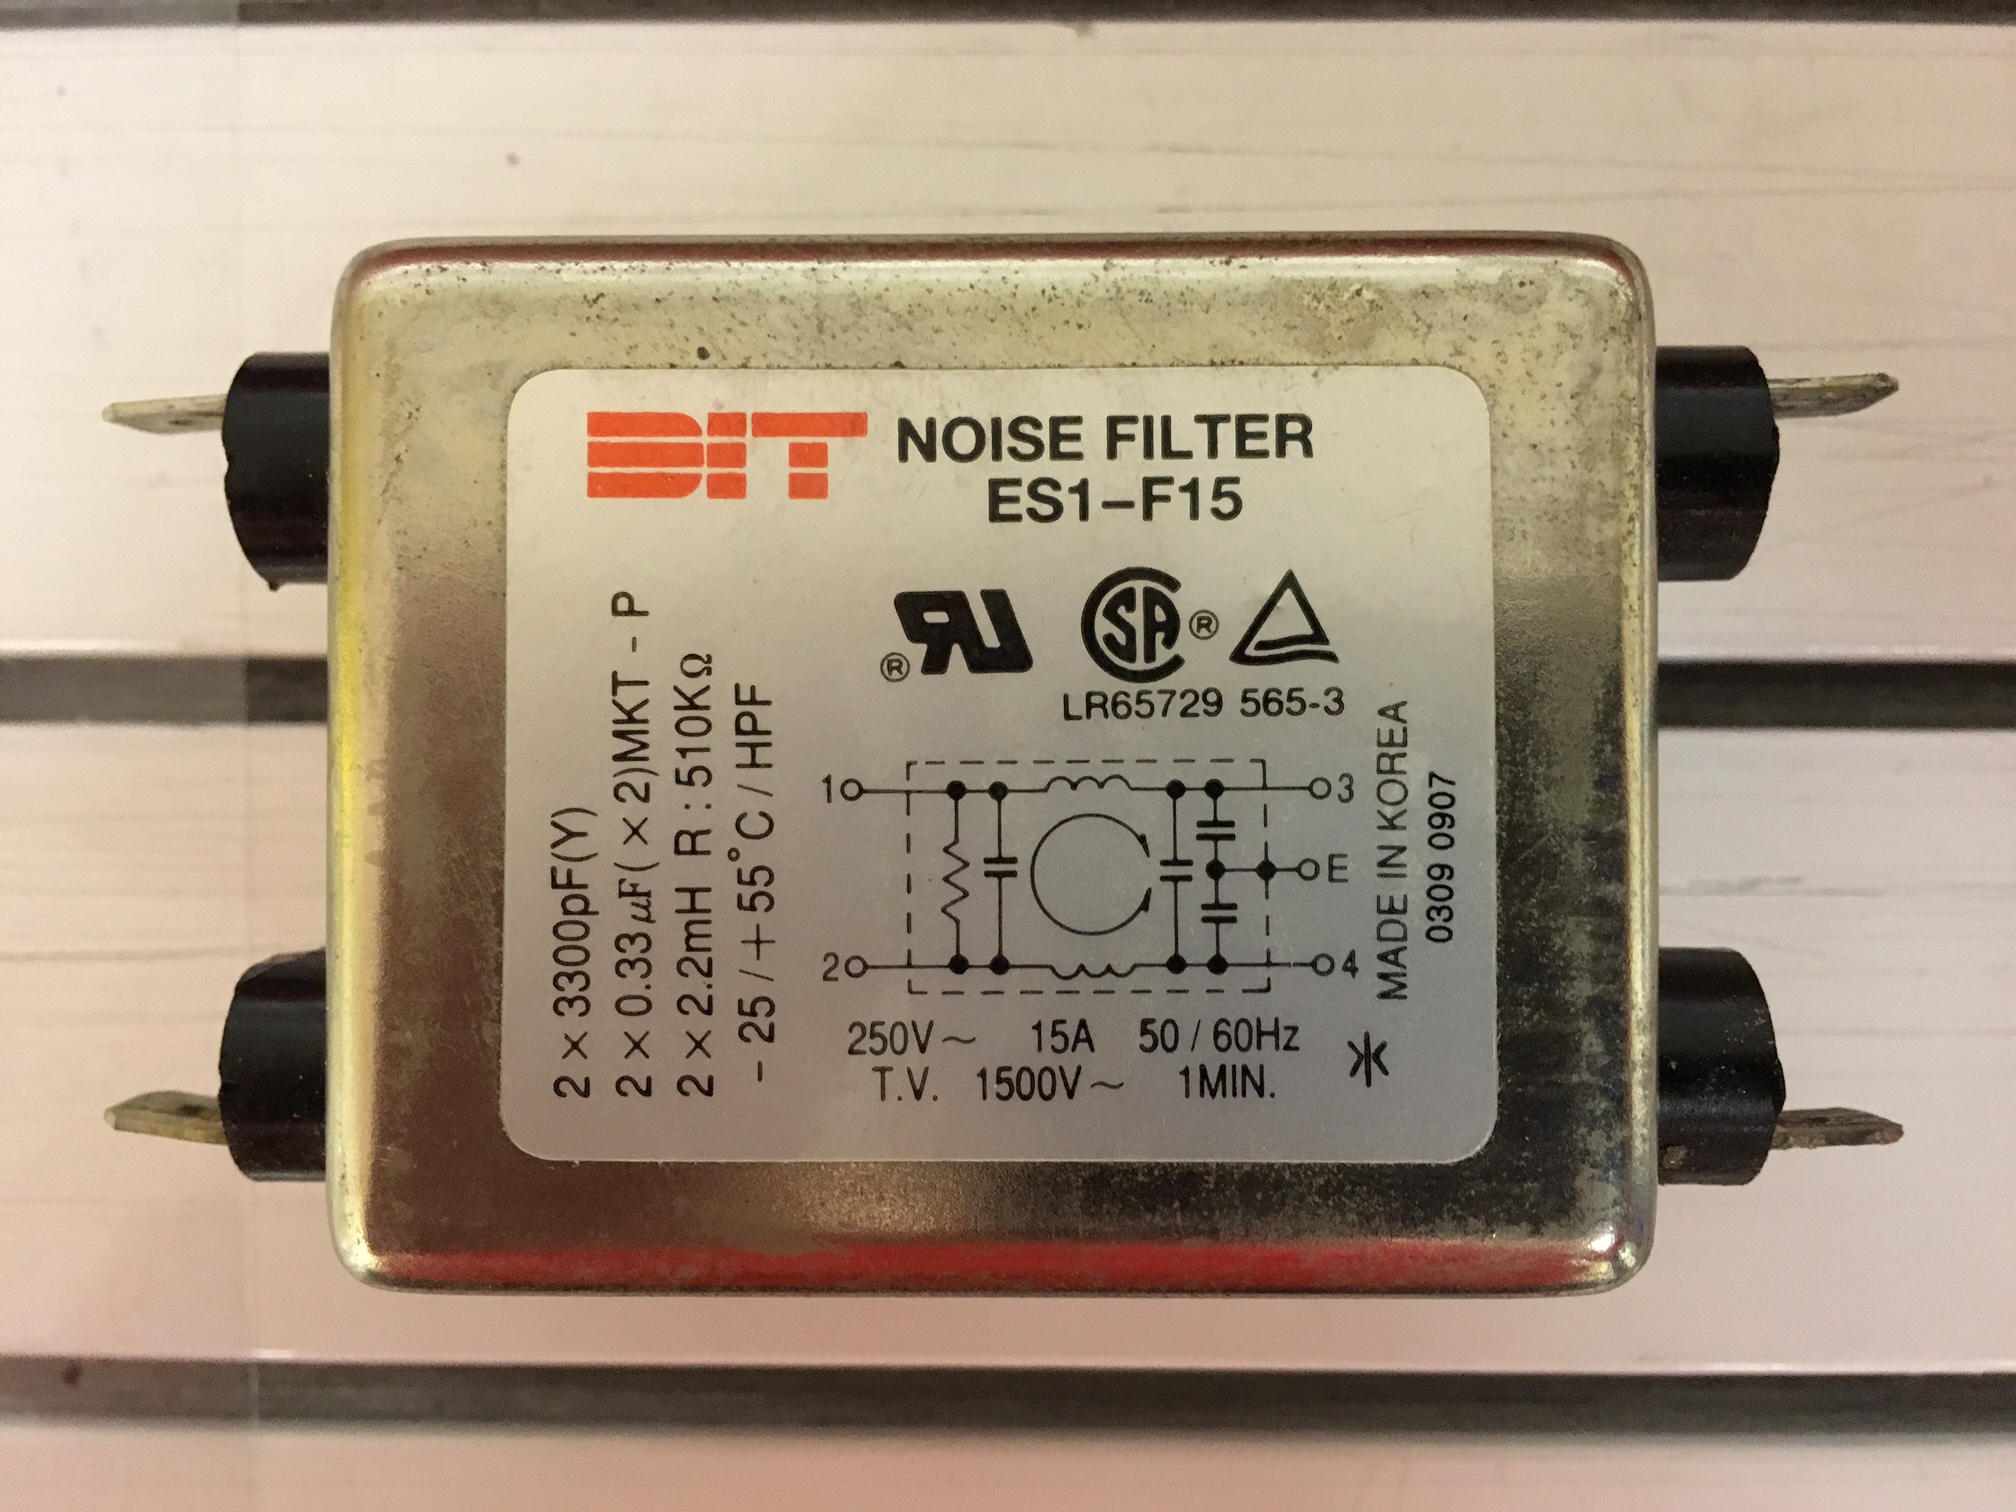 BIT NOISE FILTER
ES1-F15
® ®
LR65729 565-3
2×3300pF(Y)
2×0.33μF(×2)MKT-P
2×2.2mH R:510KΩ
-25/+55°C/HPF
1 3
E
2 4
250V~ 15A 50/60Hz
T.V. 1500V~ 1MIN.
MADE IN KOREA
0309 0907